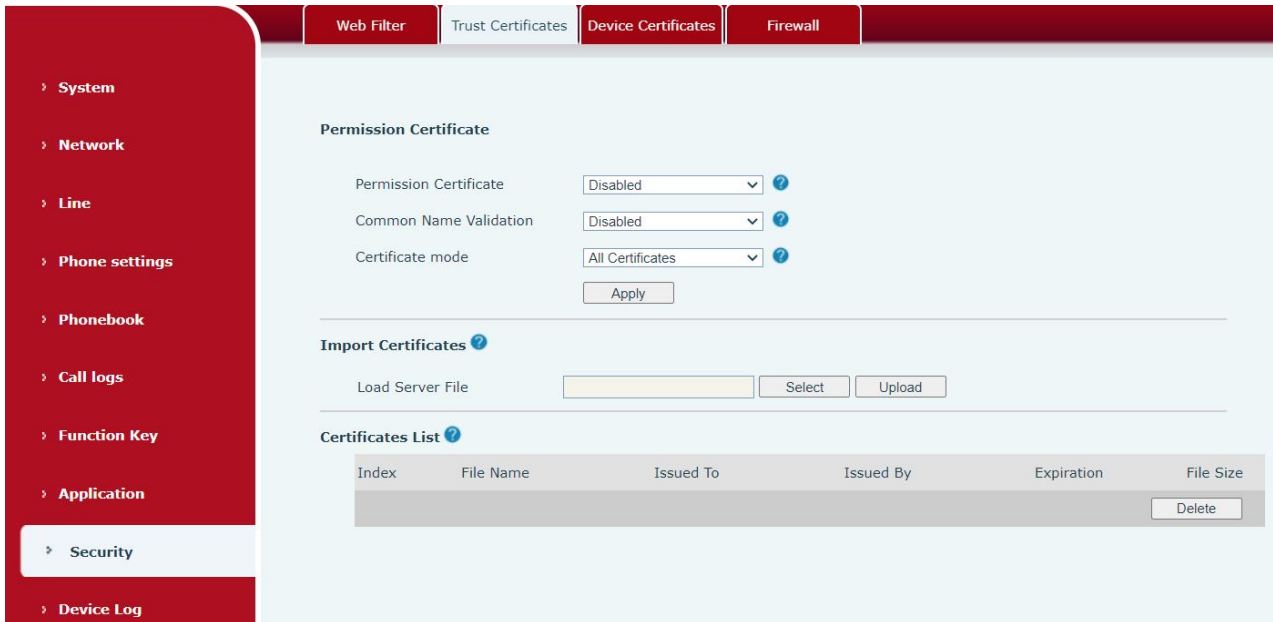 Web Filter Trust Certificates Device Certificates Firewall
System
Network
Line
Phone settings
Phonebook
Call logs
Function Key
Application
Security
Device Log
Permission Certificate
Permission Certificate Disabled ?
Common Name Validation Disabled ?
Certificate mode All Certificates ?
Apply
Import Certificates ?
Load Server File Select Upload
Certificates List ?
Index File Name Issued To Issued By Expiration File Size
Delete